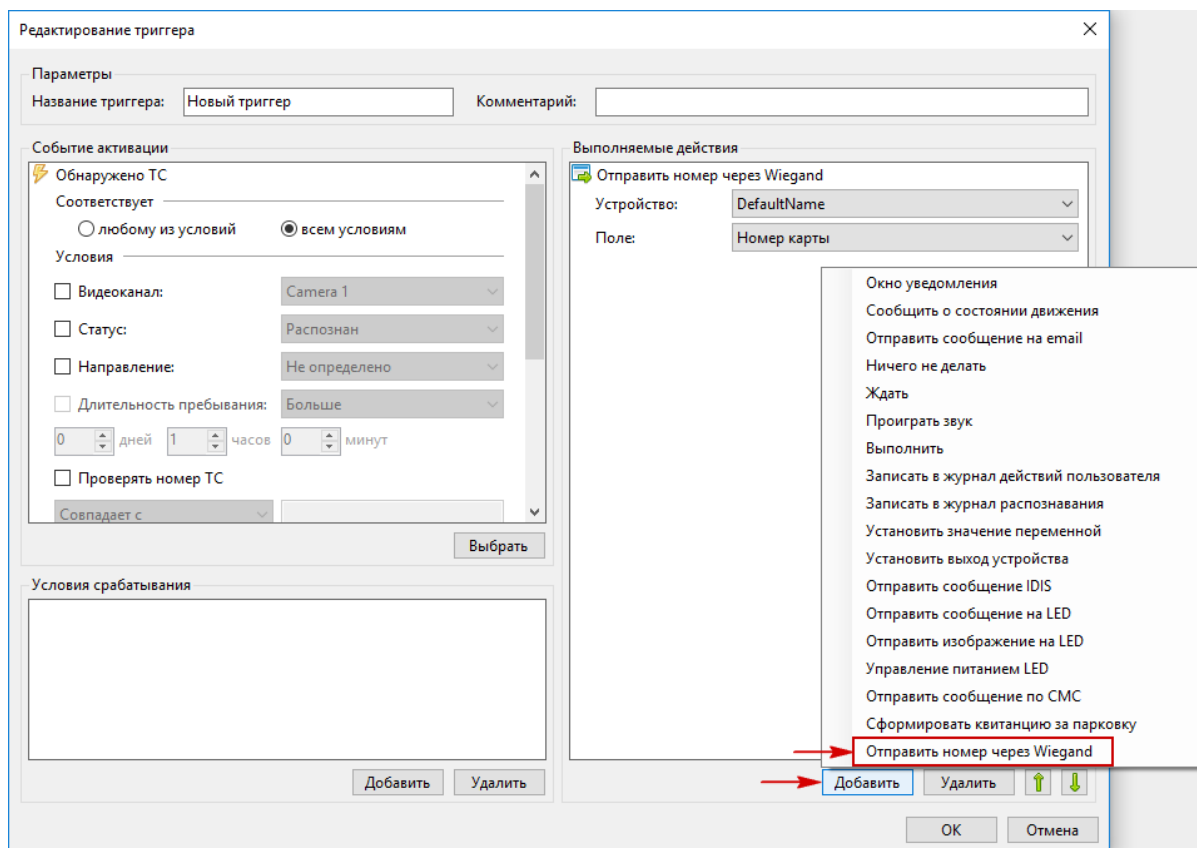 Редактирование триггера
Параметры
Название триггера: Новый триггер Комментарий:
Событие активации
Обнаружено ТС
Соответствует
любому из условий всем условиям
Условия
Видеоканал: Camera 1
Статус: Распознан
Направление: Не определено
Длительность пребывания: Больше
0 дней 1 часов 0 минут
Проверять номер ТС
Совпадает с
Выбрать
Условия срабатывания
Добавить Удалить
Выполняемые действия
Отправить номер через Wiegand
Устройство: DefaultName
Поле: Номер карты
Окно уведомления
Сообщить о состоянии движения
Отправить сообщение на email
Ничего не делать
Ждать
Проиграть звук
Выполнить
Записать в журнал действий пользователя
Записать в журнал распознавания
Установить значение переменной
Установить выход устройства
Отправить сообщение IDIS
Отправить сообщение на LED
Отправить изображение на LED
Управление питанием LED
Отправить сообщение по СМС
Сформировать квитанцию за парковку
Отправить номер через Wiegand
Добавить Удалить
OK Отмена